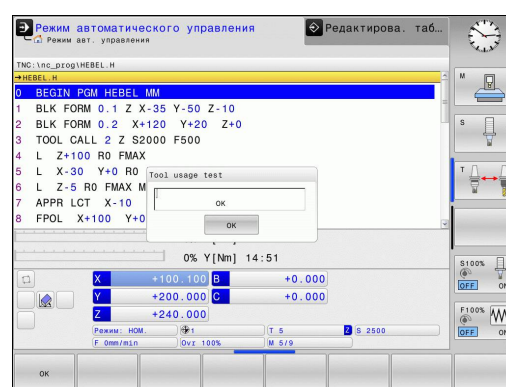 Режим автоматического управления
Режим авт. управления
Редактирова. таб…
TNC:\nc_prog\HEBEL.H
→HEBEL.H
0 BEGIN PGM HEBEL MM
1 BLK FORM 0.1 Z X-35 Y-50 Z-10
2 BLK FORM 0.2 X+120 Y+20 Z+0
3 TOOL CALL 2 Z S2000 F500
4 L Z+100 R0 FMAX
5 L X-30 Y+0 R0
6 L Z-5 R0 FMAX M
7 APPR LCT X-10
8 FPOL X+100 Y+0
Tool usage test
OK
OK
0% Y[Nm] 14:51
X +100.100 B +0.000
Y +200.000 C +0.000
Z +240.000
Режим: НОМ. 1 T 5 Z S 2500
F 0mm/min Ovr 100% M 5/9
OK
M
S
T
S100%
OFF ON
F100%
OFF ON